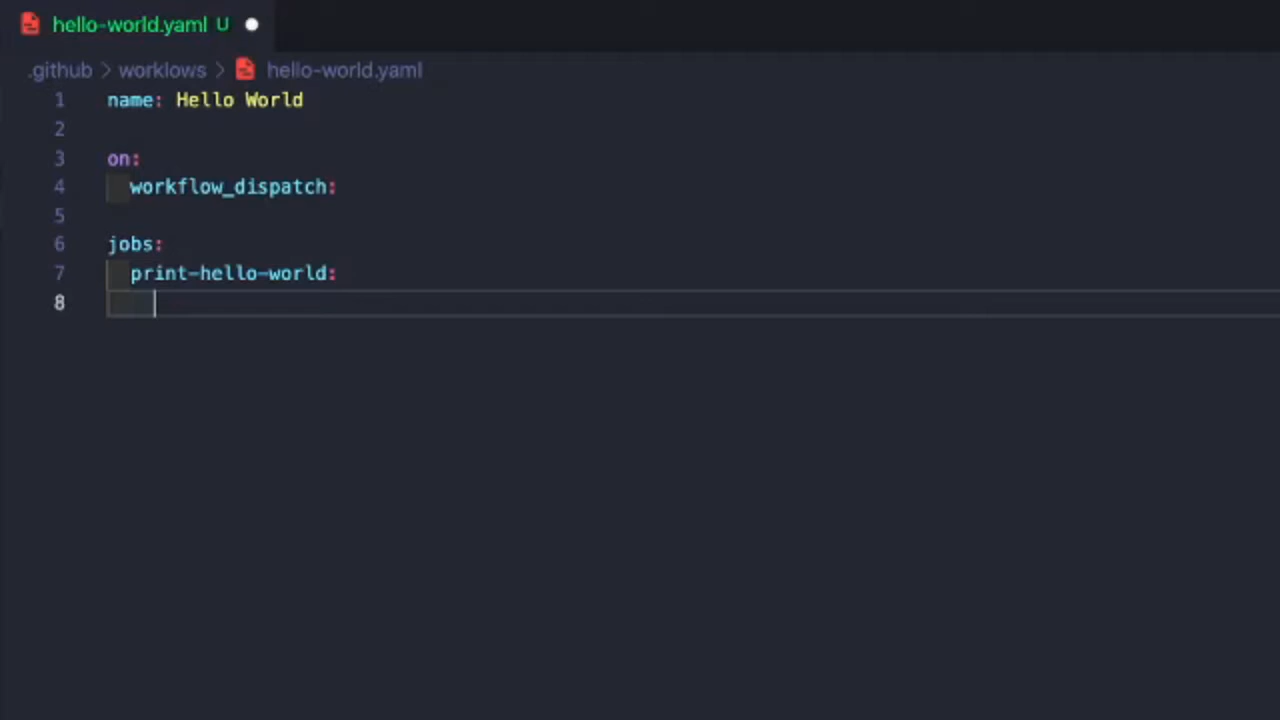 hello-world.yaml U
.github > worklows > hello-world.yaml
1 name: Hello World
2
3 on:
4 workflow_dispatch:
5
6 jobs:
7 print-hello-world:
8